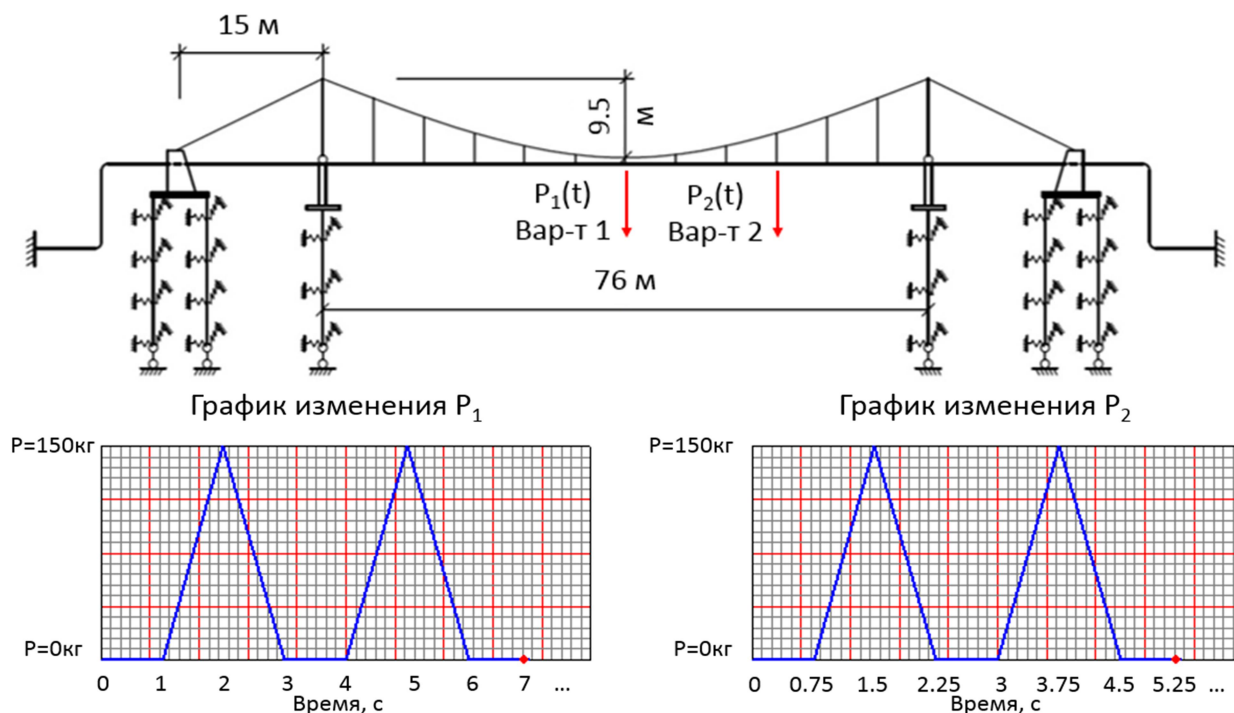 15 м
9.5 м
P₁(t)
Вар-т 1
P₂(t)
Вар-т 2
76 м
График изменения P₁
График изменения P₂
P=150кг
P=0кг
0 1 2 3 4 5 6 7 ...
Время, с
P=150кг
P=0кг
0 0.75 1.5 2.25 3 3.75 4.5 5.25 ...
Время, с